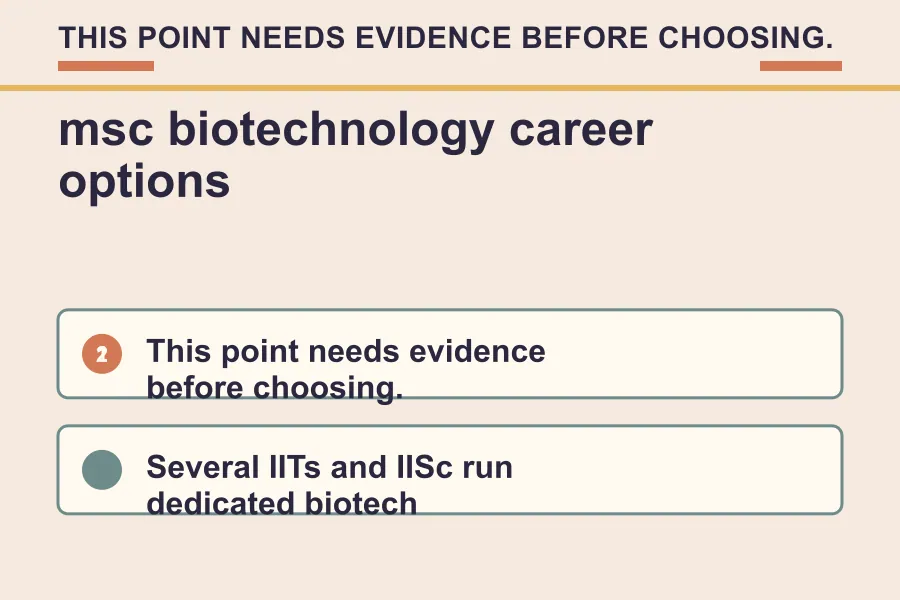 THIS POINT NEEDS EVIDENCE BEFORE CHOOSING.
msc biotechnology career
options
2
This point needs evidence
before choosing.
Several IITs and IISc run
dedicated biotech